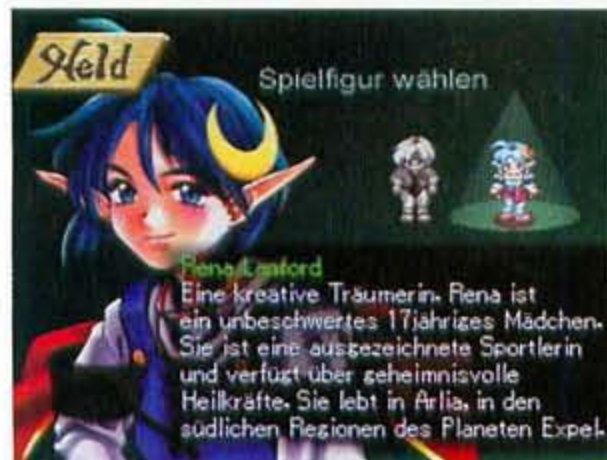 Held
Spielfigur wählen
Rena Lanford
Eine kreative Träumerin. Rena ist
ein unbeschwertes 17jähriges Mädchen.
Sie ist eine ausgezeichnete Sportlerin
und verfügt über geheimnisvolle
Heilkräfte. Sie lebt in Arlia, in den
südlichen Regionen des Planeten Expel.